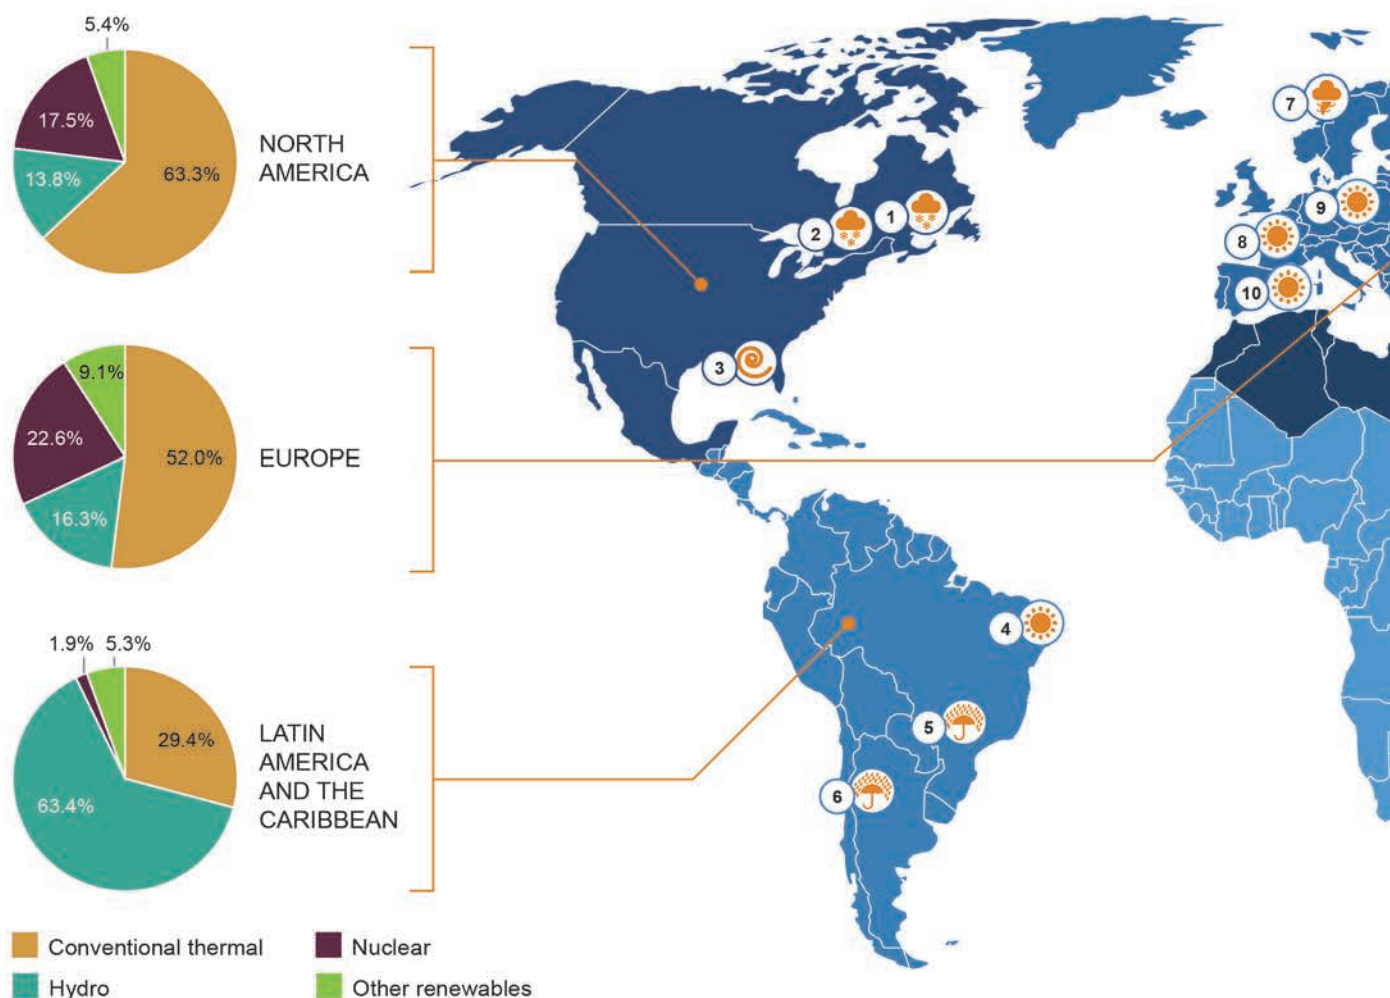 5.4%
17.5%
13.8%
63.3%
NORTH
AMERICA
9.1%
22.6%
52.0%
16.3%
EUROPE
1.9%
5.3%
29.4%
63.4%
LATIN
AMERICA
AND THE
CARIBBEAN
7
1
2
9
8
10
3
4
5
6
Conventional thermal
Nuclear
Hydro
Other renewables